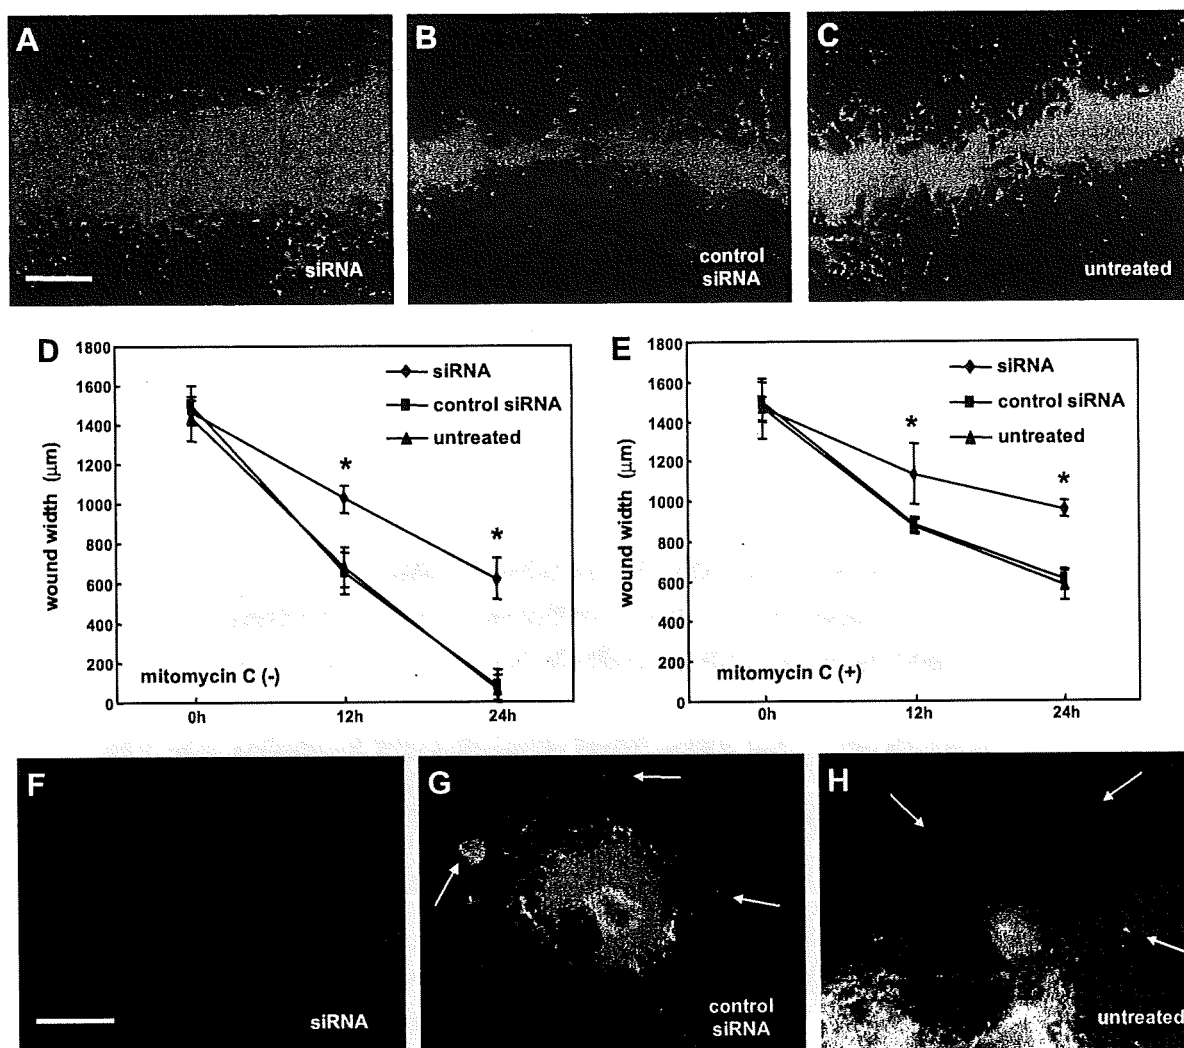 A
siRNA
B
control
siRNA
C
untreated
D
wound width (μm)
1800
1600
1400
1200
1000
800
600
400
200
0
siRNA
control siRNA
untreated
*
*
mitomycin C (-)
0h
12h
24h
E
wound width (μm)
1800
1600
1400
1200
1000
800
600
400
200
0
siRNA
control siRNA
untreated
*
*
mitomycin C (+)
0h
12h
24h
F
siRNA
G
control
siRNA
H
untreated